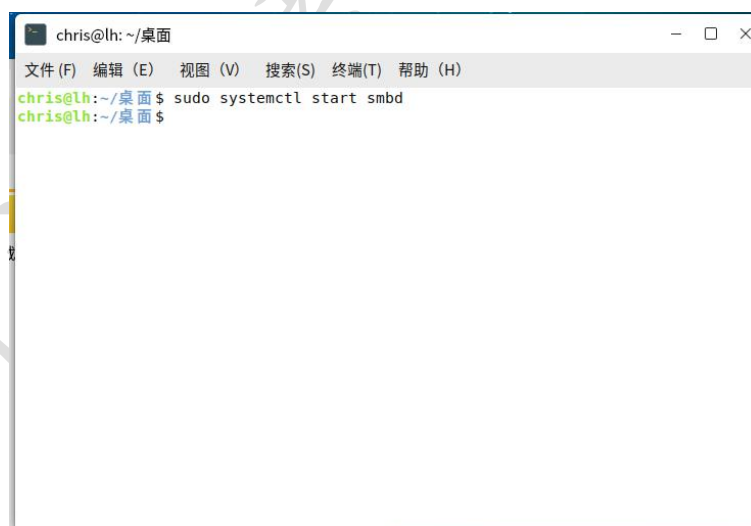 chris@lh: ~/桌面
文件(F) 编辑 (E) 视图 (V) 搜索(S) 终端(T) 帮助 (H)
chris@lh:~/桌面$ sudo systemctl start smbd
chris@lh:~/桌面$